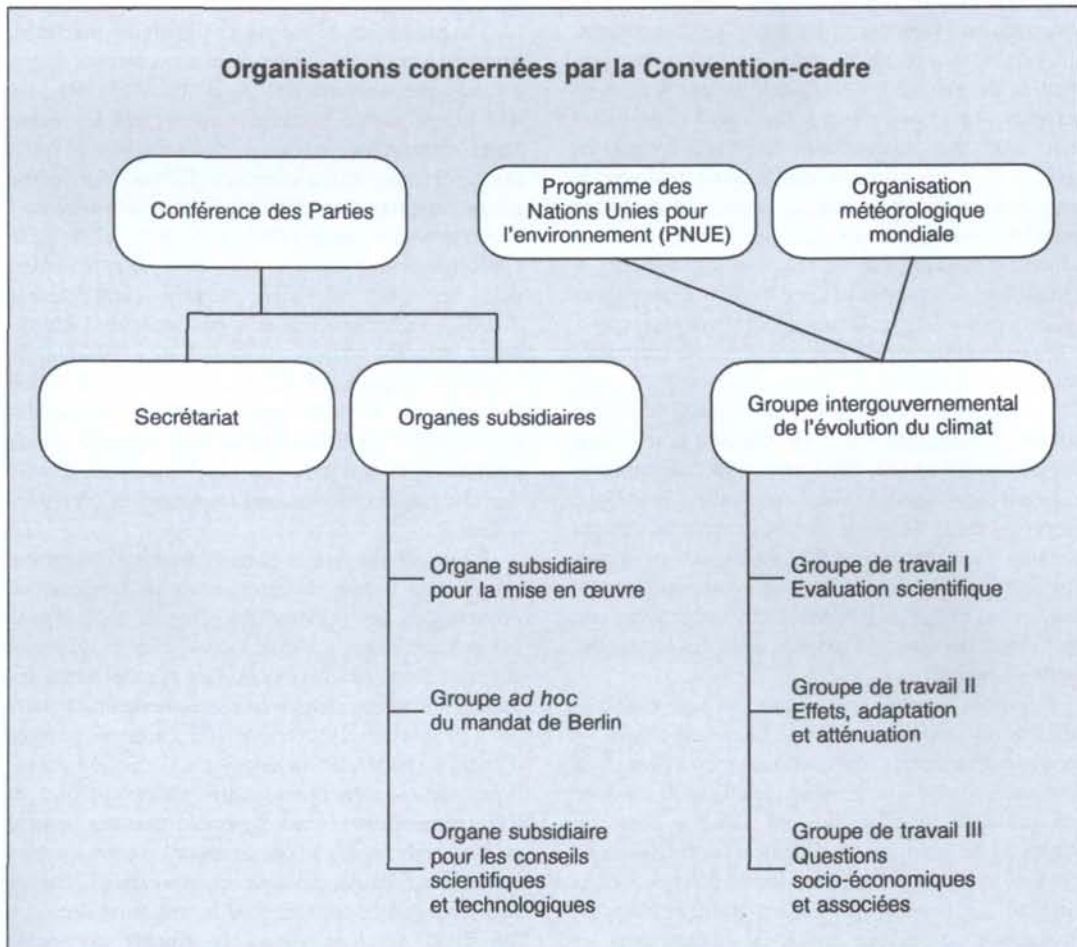 Organisations concernées par la Convention-cadre
Conférence des Parties
Programme des
Nations Unies pour
l'environnement (PNUE)
Organisation
météorologique
mondiale
Secrétariat
Organes subsidiaires
Groupe intergouvernemental
de l'évolution du climat
Organe subsidiaire
pour la mise en œuvre
Groupe ad hoc
du mandat de Berlin
Organe subsidiaire
pour les conseils
scientifiques
et technologiques
Groupe de travail I
Evaluation scientifique
Groupe de travail II
Effets, adaptation
et atténuation
Groupe de travail III
Questions
socio-économiques
et associées